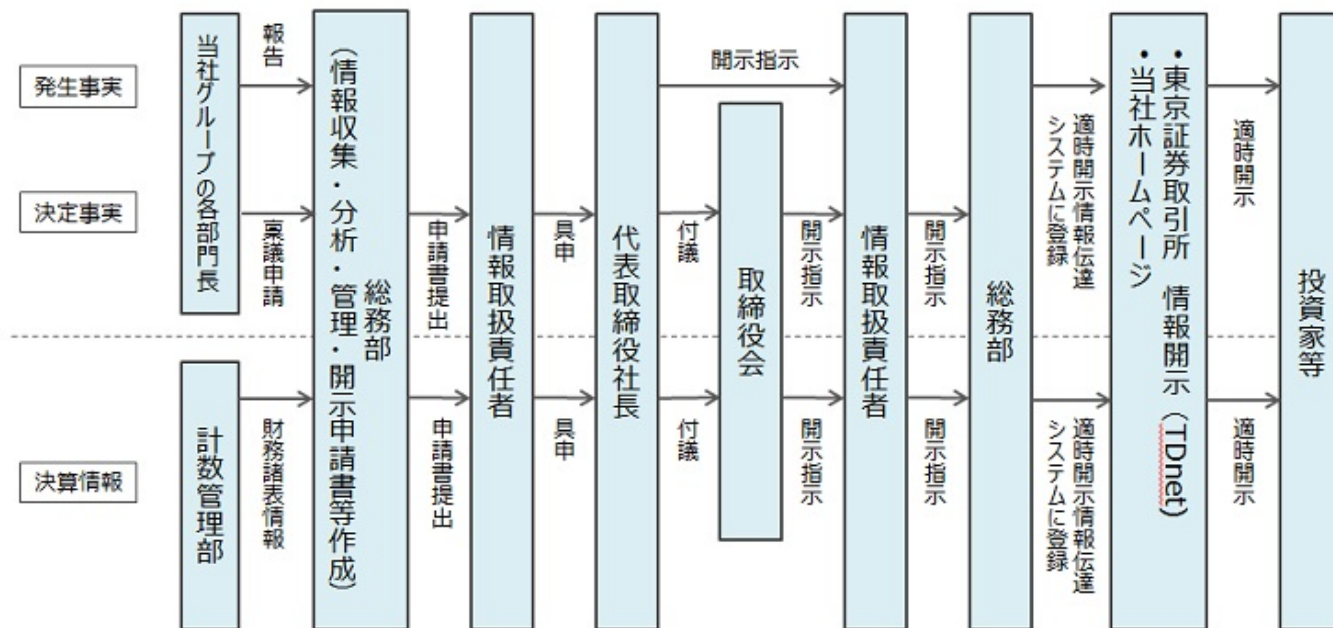 発生事実
決定事実
決算情報
当社グループの各部門長
計数管理部
報告
稟議申請
財務諸表情報
総務部
（情報収集・分析・管理・開示申請書等作成）
申請書提出
申請書提出
情報取扱責任者
具申
具申
代表取締役社長
開示指示
付議
付議
取締役会
開示指示
開示指示
情報取扱責任者
開示指示
開示指示
総務部
適時開示情報伝達
システムに登録
適時開示情報伝達
システムに登録
・東京証券取引所　情報開示（TDnet）
・当社ホームページ
適時開示
適時開示
投資家等